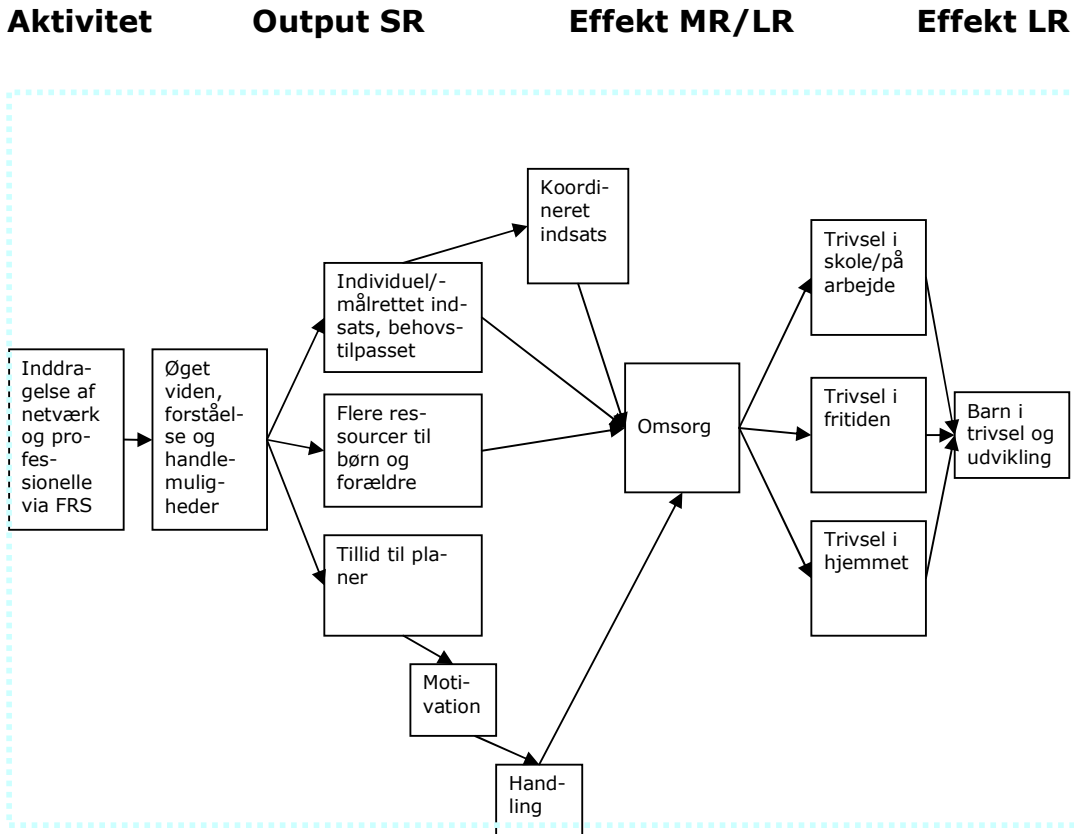 Aktivitet Output SR Effekt MR/LR Effekt LR
Koordi-
neret
indsats
Individuel/-
målrettet ind-
sats, behovs-
tilpasset
Trivsel i
skole/på
arbejde
Inddra-
gelse af
netværk
og pro-
fes-
sionelle
via FRS
Øget
viden,
forståel-
se og
handle-
mulig-
heder
Flere res-
sourcer til
børn og
forældre
Omsorg
Trivsel i
fritiden
Barn i
trivsel og
udvikling
Tillid til pla-
ner
Trivsel i
hjemmet
Moti-
vation
Hand-
ling